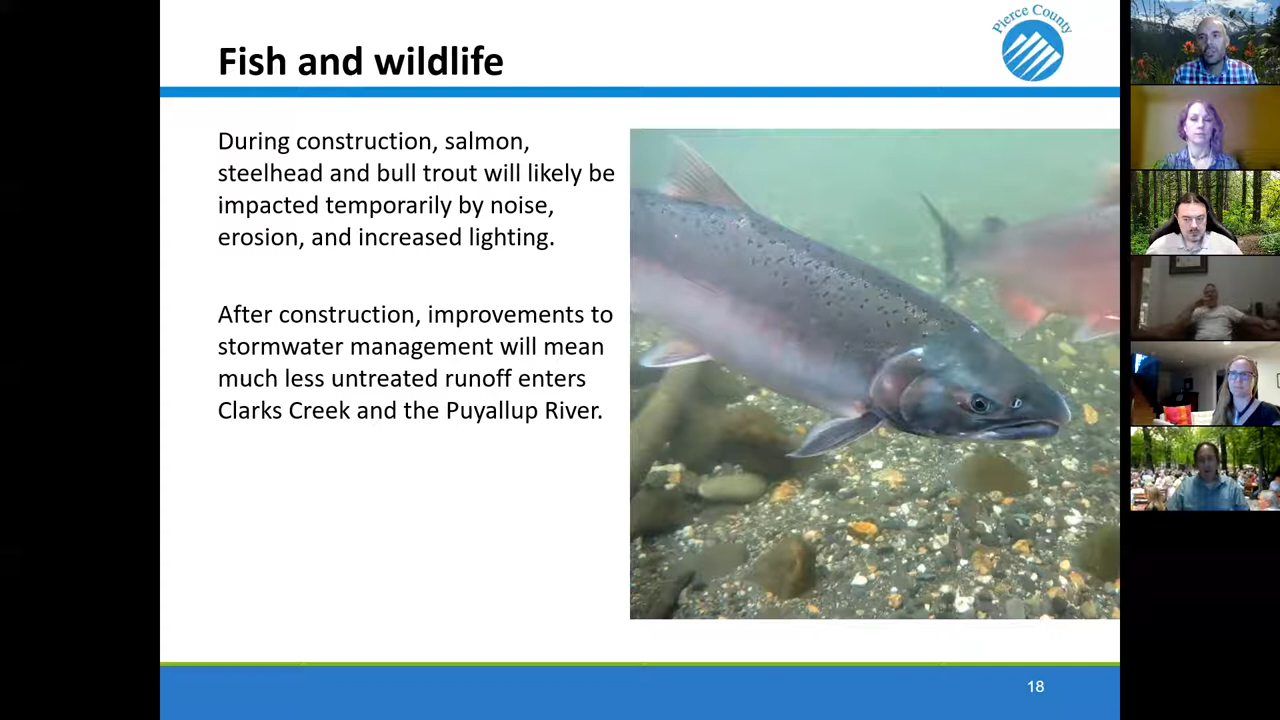 Fish and wildlife
Pierce County
During construction, salmon,
steelhead and bull trout will likely be
impacted temporarily by noise,
erosion, and increased lighting.
After construction, improvements to
stormwater management will mean
much less untreated runoff enters
Clarks Creek and the Puyallup River.
18